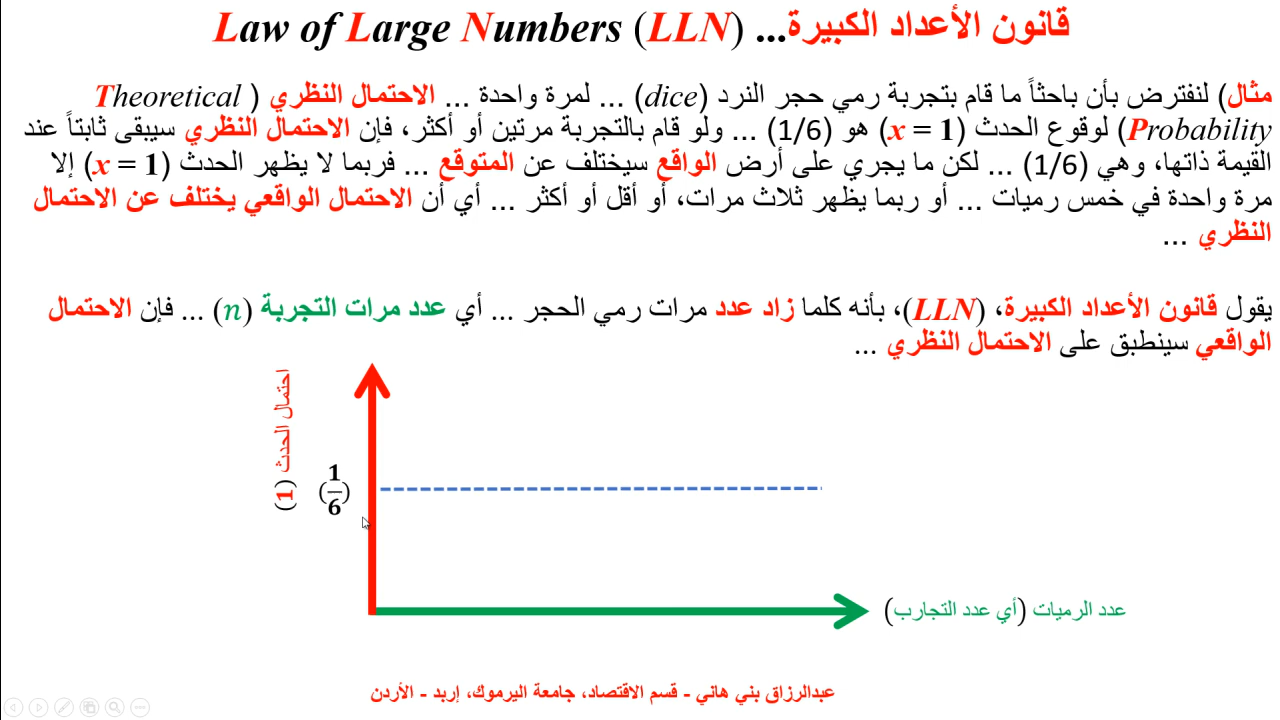 قانون الأعداد الكبيرة... Law of Large Numbers (LLN)
مثال) لنفترض بأن باحثاً ما قام بتجربة رمي حجر النرد (dice) ... لمرة واحدة ... الاحتمال النظري ( Theoretical
Probability) لوقوع الحدث (x = 1) هو (1/6) ... ولو قام بالتجربة مرتين أو أكثر، فإن الاحتمال النظري سيبقى ثابتاً عند
القيمة ذاتها، وهي (1/6) ... لكن ما يجري على أرض الواقع سيختلف عن المتوقع ... فربما لا يظهر الحدث (x = 1) إلا
مرة واحدة في خمس رميات ... أو ربما يظهر ثلاث مرات، أو أقل أو أكثر ... أي أن الاحتمال الواقعي يختلف عن الاحتمال
النظري ...
يقول قانون الأعداد الكبيرة، (LLN)، بأنه كلما زاد عدد مرات رمي الحجر ... أي عدد مرات التجربة (n) ... فإن الاحتمال
الواقعي سينطبق على الاحتمال النظري ...
احتمال الحدث (1)
(1/6)
عدد الرميات (أي عدد التجارب)
عبدالرزاق بني هاني - قسم الاقتصاد، جامعة اليرموك، إربد - الأردن